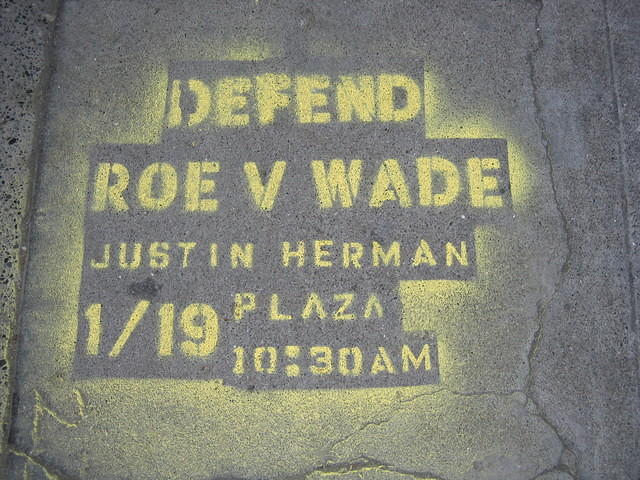 DEFEND
ROE V WADE
JUSTIN HERMAN
PLAZA
1/19
10:30AM